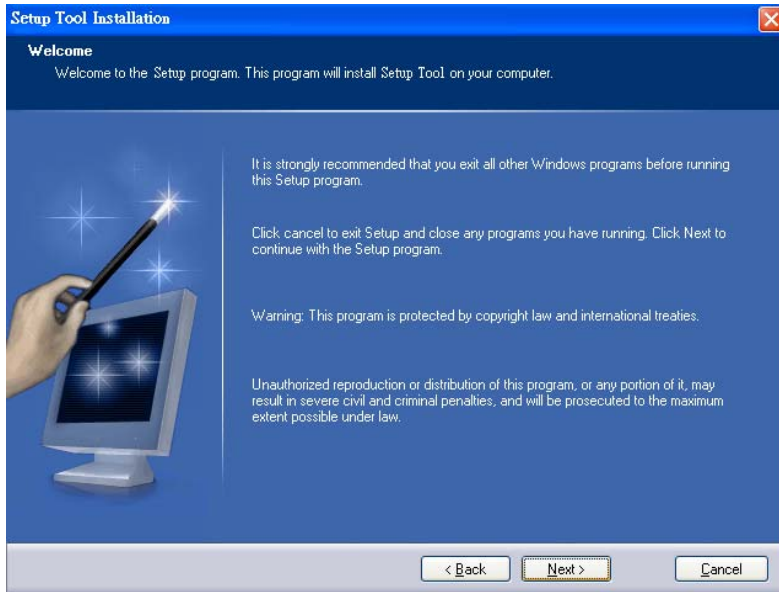 Setup Tool Installation
Welcome
Welcome to the Setup program. This program will install Setup Tool on your computer.
It is strongly recommended that you exit all other Windows programs before running
this Setup program.
Click cancel to exit Setup and close any programs you have running. Click Next to
continue with the Setup program.
Warning: This program is protected by copyright law and international treaties.
Unauthorized reproduction or distribution of this program, or any portion of it, may
result in severe civil and criminal penalties, and will be prosecuted to the maximum
extent possible under law.
< Back
Next >
Cancel